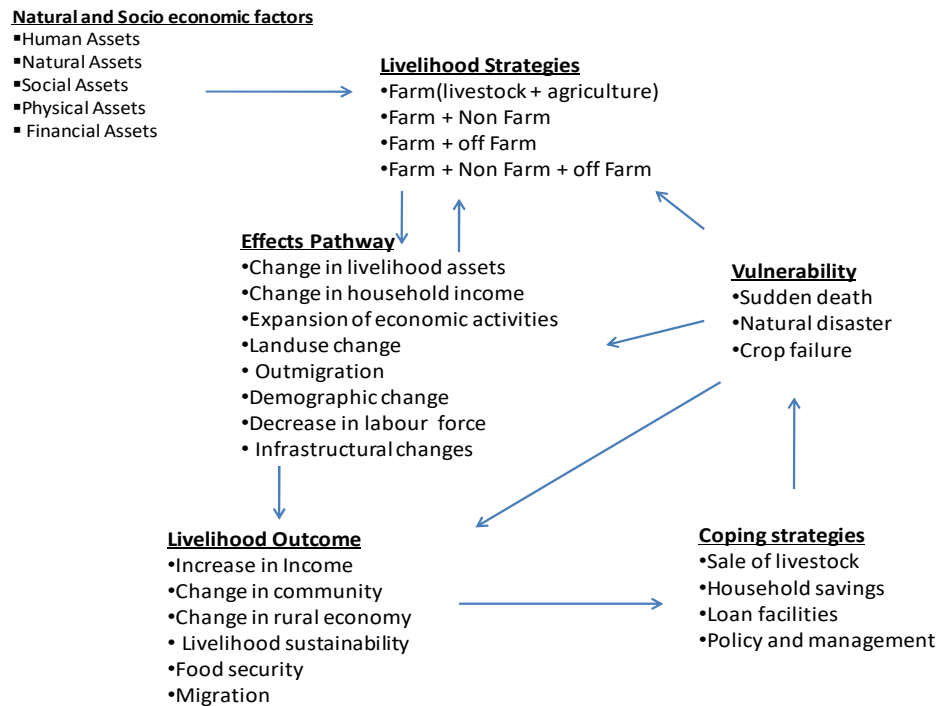 Natural and Socio economic factors
▪Human Assets
▪Natural Assets
▪Social Assets
▪Physical Assets
▪ Financial Assets
Livelihood Strategies
•Farm(livestock + agriculture)
•Farm + Non Farm
•Farm + off Farm
•Farm + Non Farm + off Farm
Effects Pathway
•Change in livelihood assets
•Change in household income
•Expansion of economic activities
•Landuse change
• Outmigration
•Demographic change
•Decrease in labour force
• Infrastructural changes
Vulnerability
•Sudden death
•Natural disaster
•Crop failure
Livelihood Outcome
•Increase in Income
•Change in community
•Change in rural economy
• Livelihood sustainability
•Food security
•Migration
Coping strategies
•Sale of livestock
•Household savings
•Loan facilities
•Policy and management